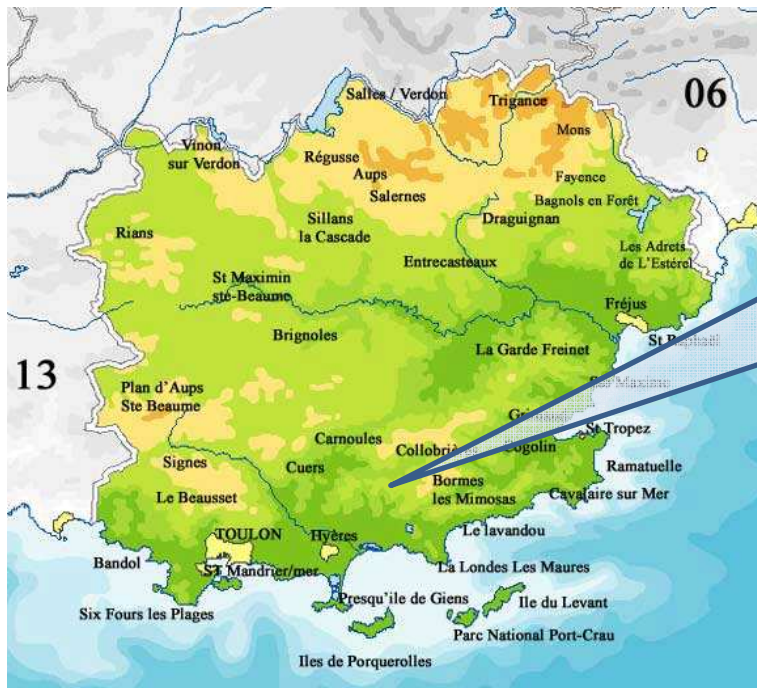 Salles / Verdon
06
Trigance
Vinon
sur Verdon
Mons
Régusse
Aups
Fayence
Salernes
Bagnols en Forêt
Sillans
la Cascade
Draguignan
Rians
Les Adrets
de L'Estérel
Entrecasteaux
St Maximin
sté-Beaume
Fréjus
Brignoles
St Raphaël
La Garde Freinet
13
Plan d'Aups
Ste Beaume
St Tropez
Carnoules
Collobrières
Cogolin
Signes
Cuers
Ramatuelle
Bormes
les Mimosas
Le Beausset
Cavalaire sur Mer
TOULON
Hyères
Le lavandou
Bandol
ST Mandrier/mer
La Londes Les Maures
Presqu'ile de Giens
Ile du Levant
Six Fours les Plages
Parc National Port-Crau
Iles de Porquerolles